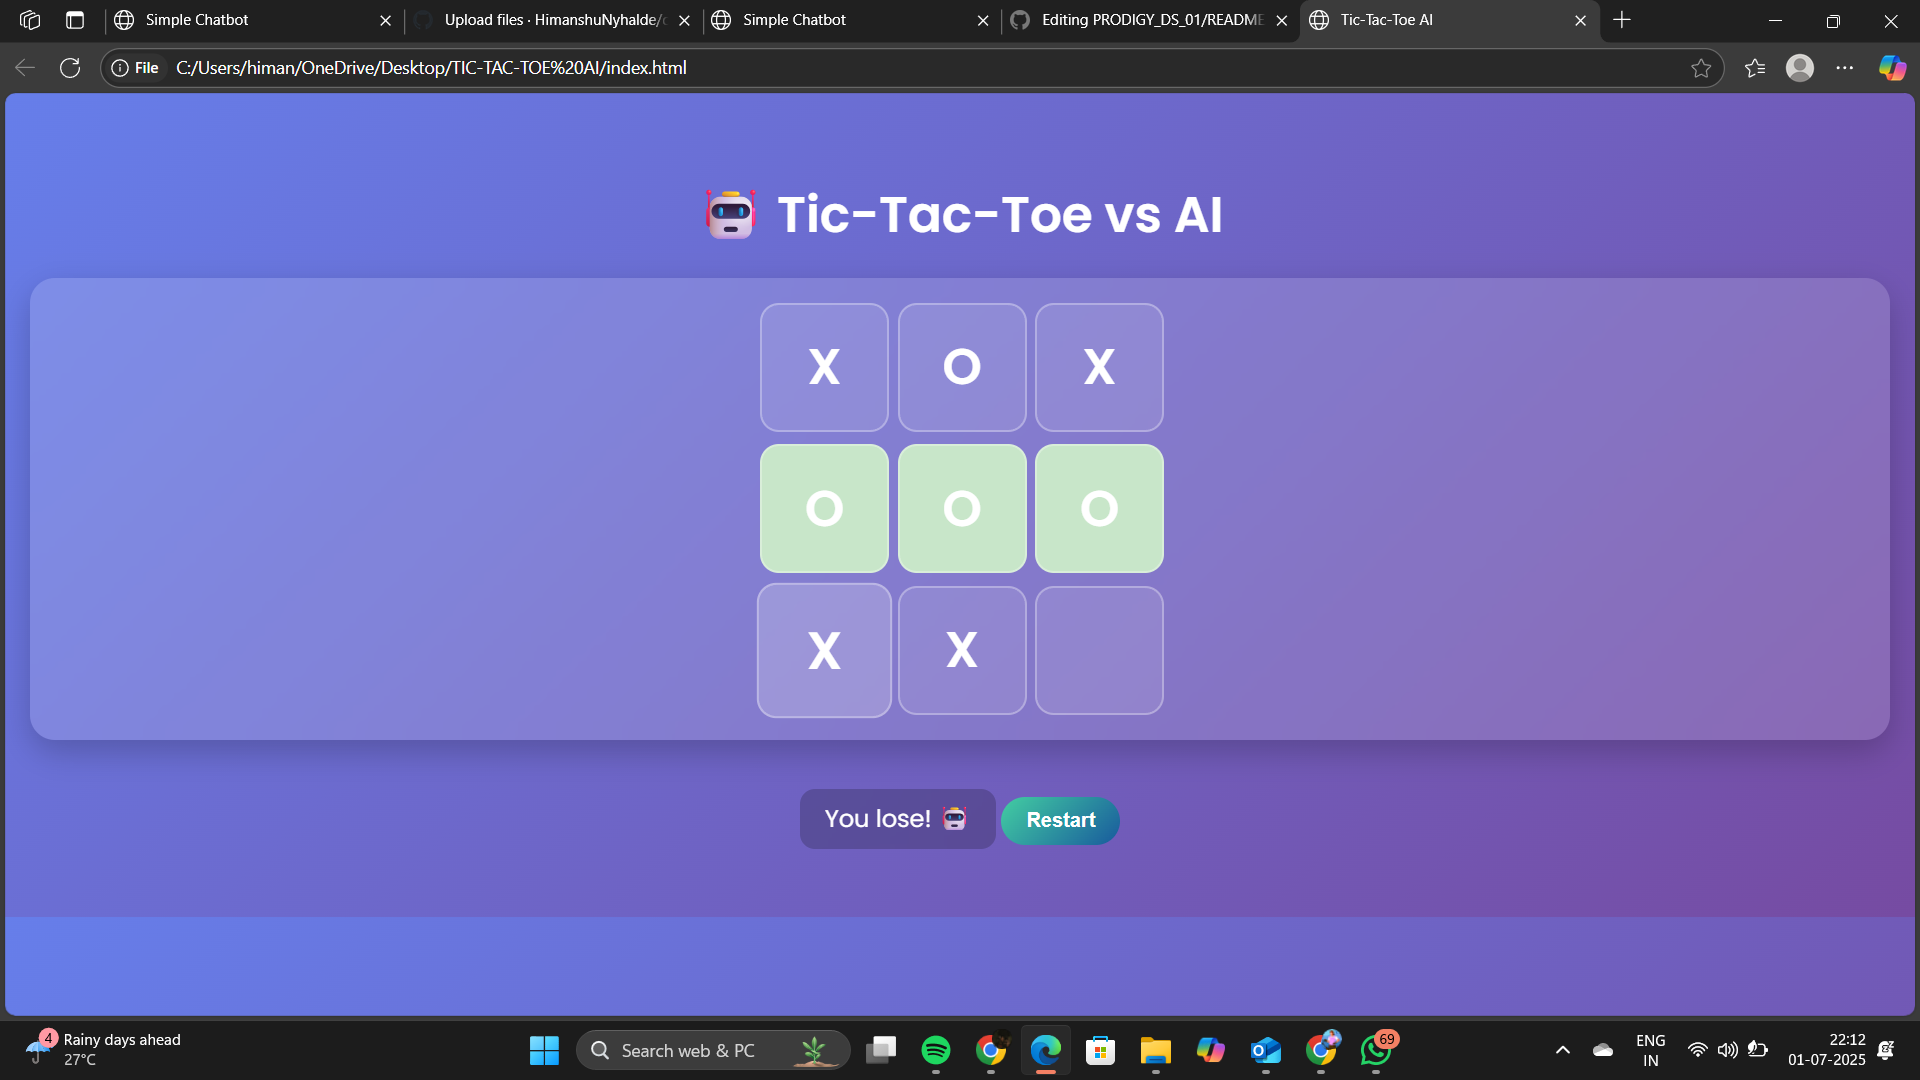 Simple Chatbot
Upload files · HimanshuNyhalde/c
Simple Chatbot
Editing PRODIGY_DS_01/README
Tic-Tac-Toe AI
File
C:/Users/himan/OneDrive/Desktop/TIC-TAC-TOE%20AI/index.html
Tic-Tac-Toe vs AI
X O X
O O O
X X
You lose!
Restart
4
Rainy days ahead
27°C
Search web & PC
69
ENG
IN
22:12
01-07-2025